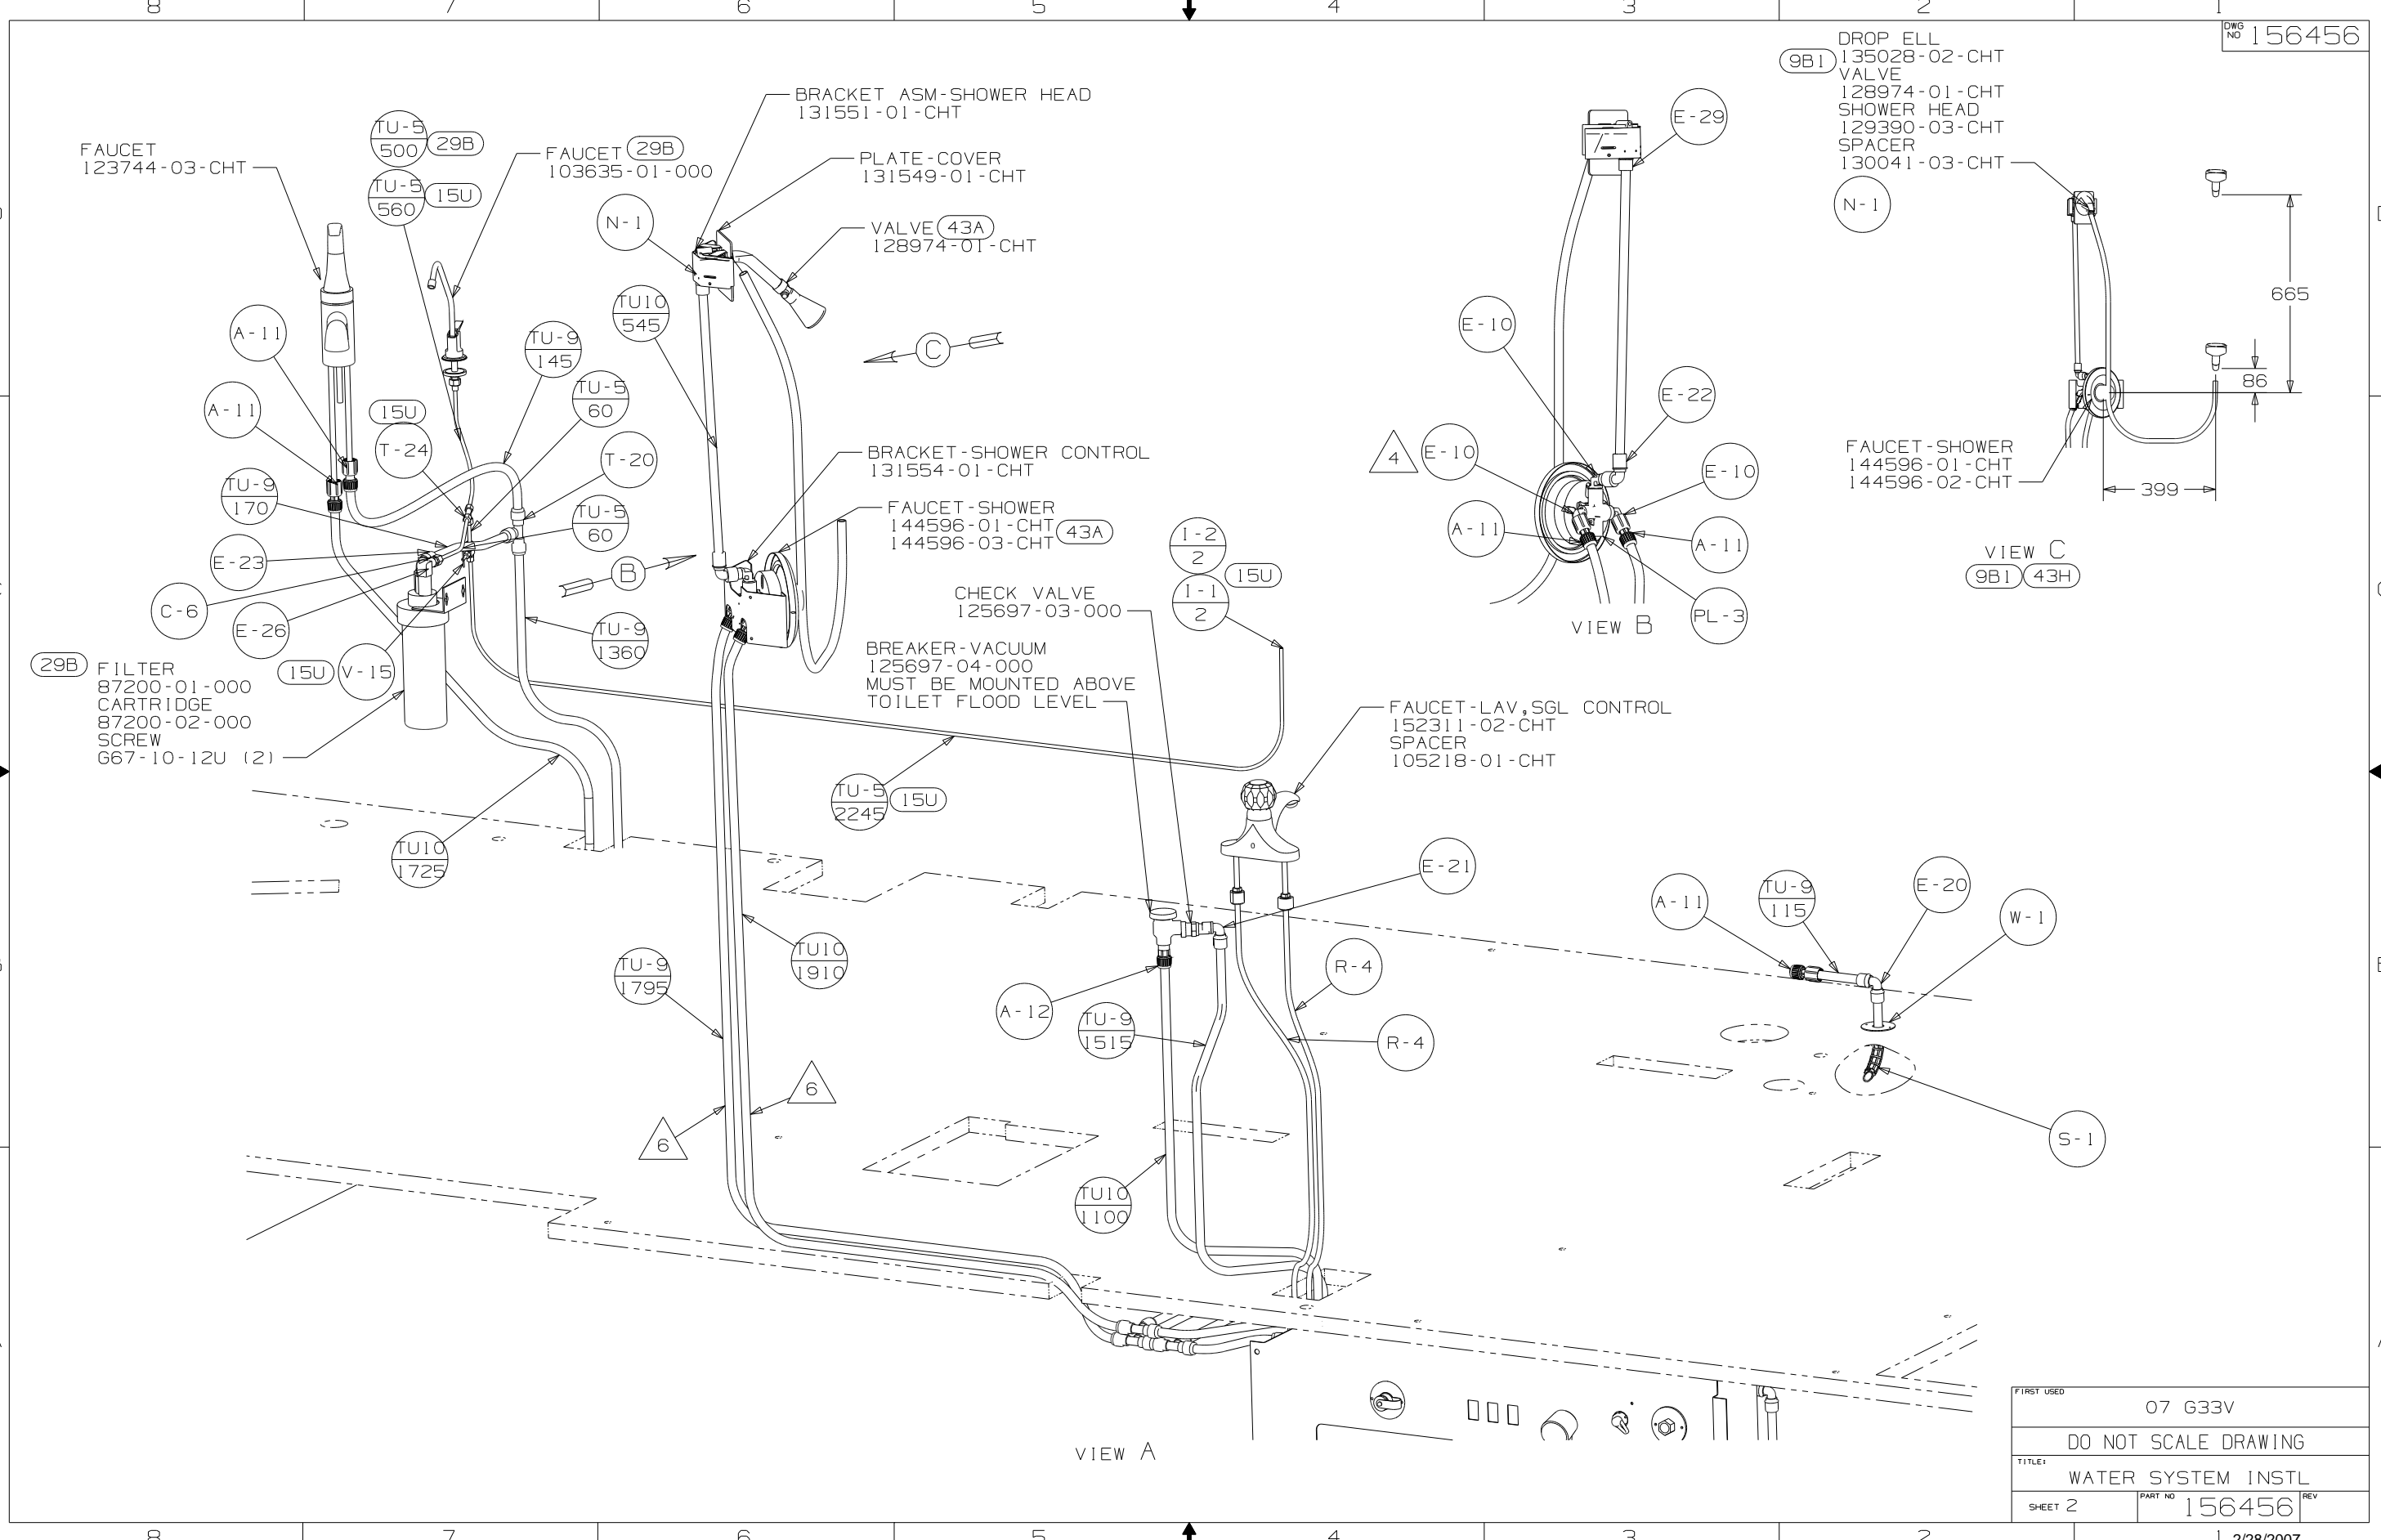 8 7 6 5 4 3 2 1
DWG NO 156456
DROP ELL
9B1 135028-02-CHT
VALVE
128974-01-CHT
SHOWER HEAD
129390-03-CHT
SPACER
130041-03-CHT
N-1
BRACKET ASM-SHOWER HEAD
131551-01-CHT
TU-5
500
29B
FAUCET
123744-03-CHT
FAUCET 29B
103635-01-000
PLATE-COVER
131549-01-CHT
TU-5
560
15U
N-1
VALVE 43A
128974-01-CHT
E-29
665
86
399
TU10
545
A-11
TU-9
145
C
E-10
TU-5
60
A-11
15U
T-24
T-20
E-22
4
E-10
E-10
BRACKET-SHOWER CONTROL
131554-01-CHT
FAUCET-SHOWER
144596-01-CHT
144596-02-CHT
TU-9
170
TU-5
60
FAUCET-SHOWER
144596-01-CHT
144596-03-CHT 43A
A-11
A-11
I-2
2
15U
I-1
2
E-23
B
VIEW C
9B1 43H
C-6
E-26
CHECK VALVE
125697-03-000
TU-9
1360
VIEW B
PL-3
BREAKER-VACUUM
125697-04-000
MUST BE MOUNTED ABOVE
TOILET FLOOD LEVEL
29B FILTER
87200-01-000
CARTRIDGE
87200-02-000
SCREW
G67-10-12U (2)
15U V-15
FAUCET-LAV,SGL CONTROL
152311-02-CHT
SPACER
105218-01-CHT
TU-5
2245
15U
TU10
1725
E-21
A-11
TU-9
115
E-20
W-1
TU-9
1795
TU10
1910
R-4
A-12
TU-9
1515
R-4
6
6
S-1
TU10
1100
VIEW A
FIRST USED
07 G33V
DO NOT SCALE DRAWING
TITLE:
WATER SYSTEM INSTL
SHEET 2
PART NO 156456
REV
8 7 6 5 4 3 2 1
2/28/2007